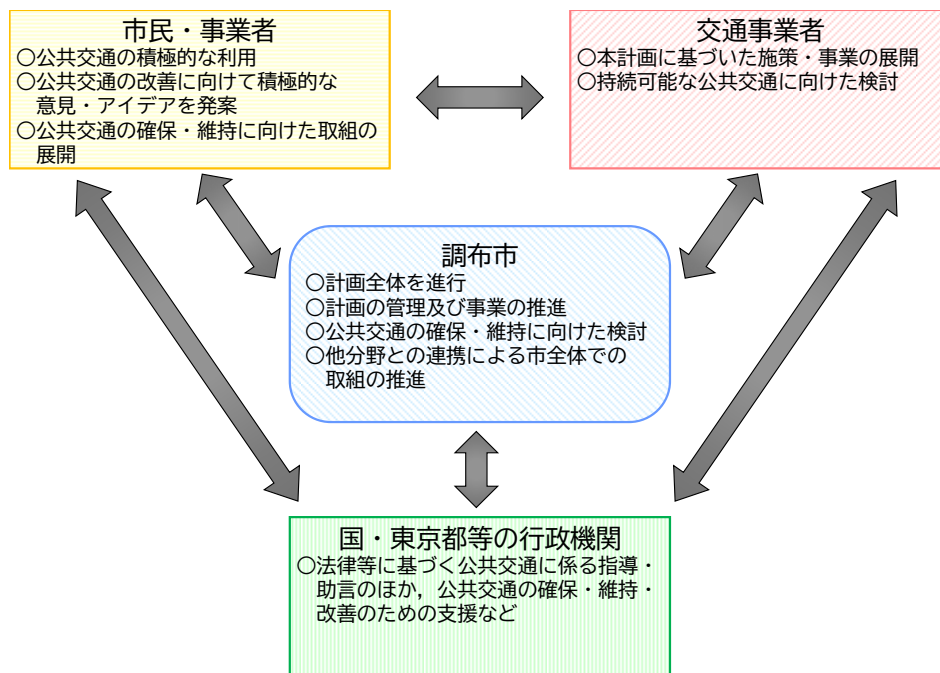 市民・事業者
○公共交通の積極的な利用
○公共交通の改善に向けて積極的な
意見・アイデアを発案
○公共交通の確保・維持に向けた取組の
展開
交通事業者
○本計画に基づいた施策・事業の展開
○持続可能な公共交通に向けた検討
調布市
○計画全体を進行
○計画の管理及び事業の推進
○公共交通の確保・維持に向けた検討
○他分野との連携による市全体での
取組の推進
国・東京都等の行政機関
○法律等に基づく公共交通に係る指導・
助言のほか，公共交通の確保・維持・
改善のための支援など